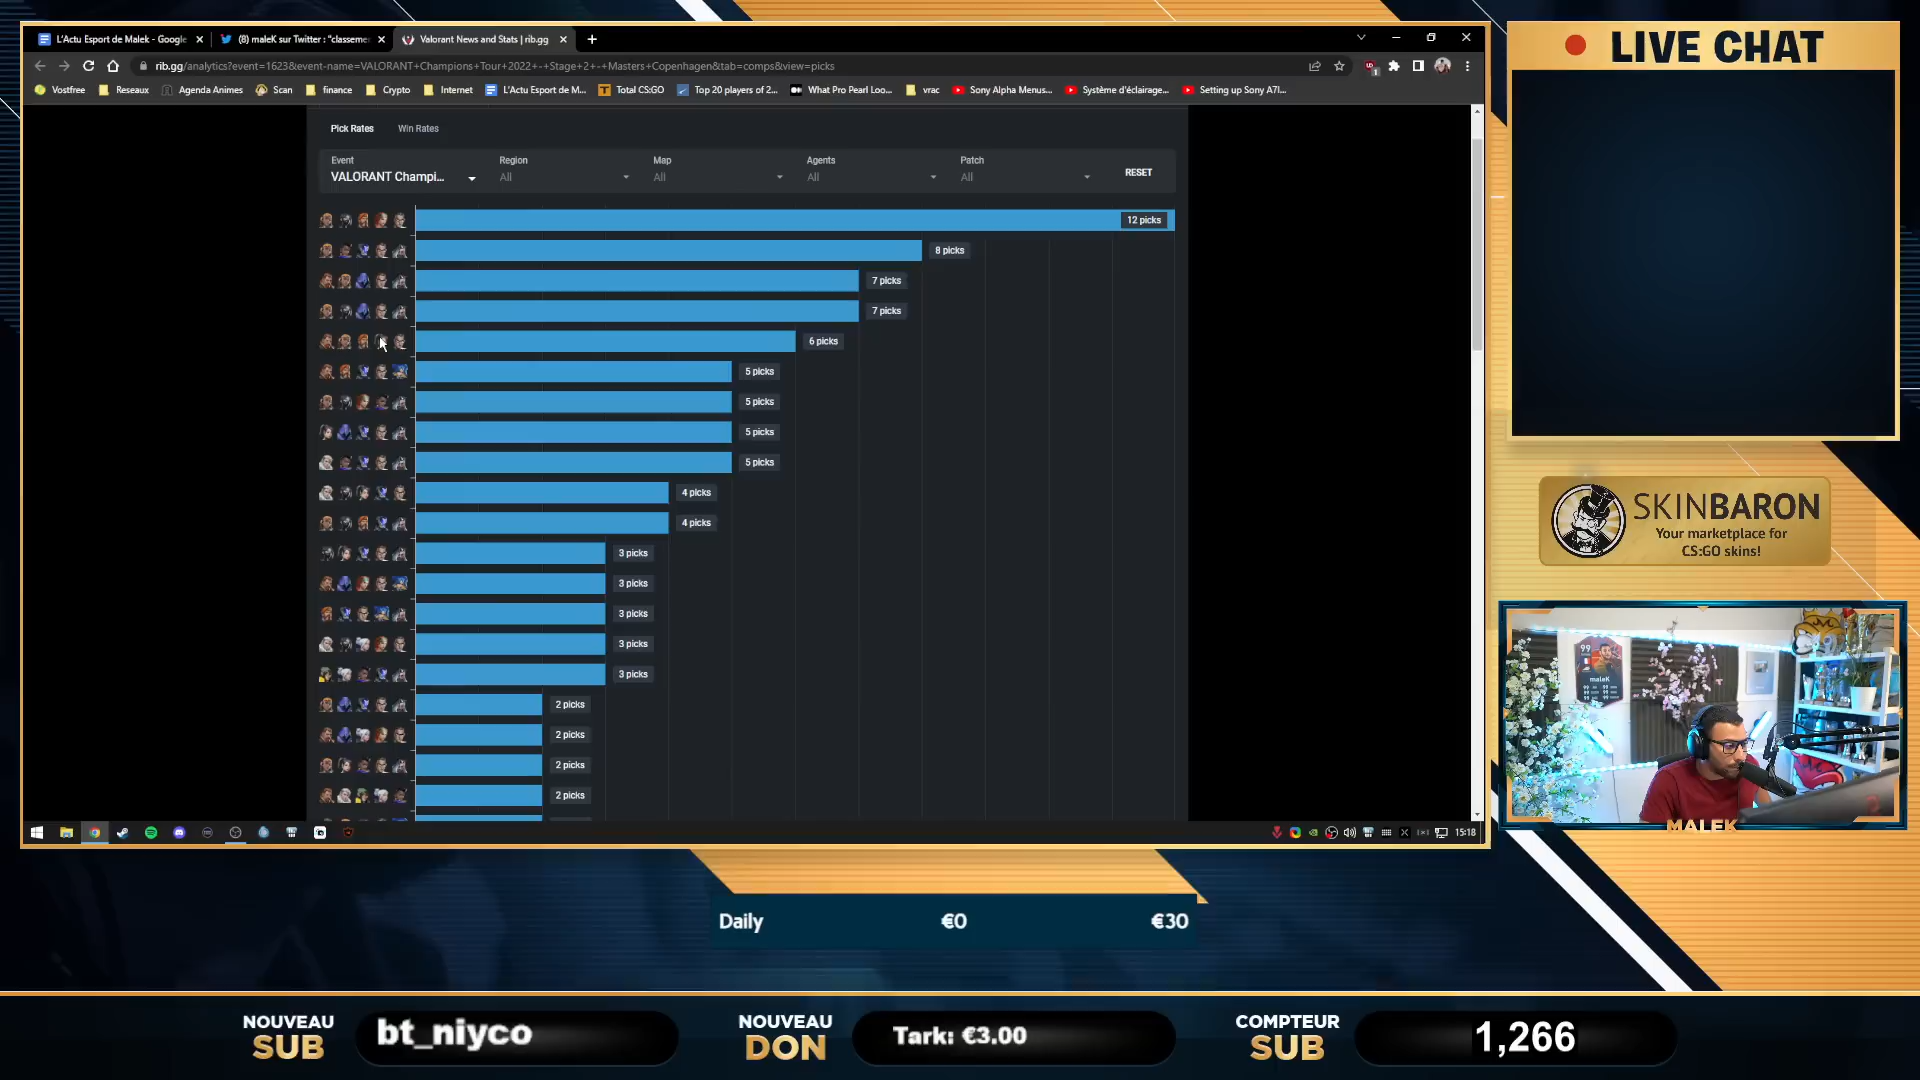 L'Actu Esport de Malek - Google
(8) maleK sur Twitter : "classeme
Valorant News and Stats | rib.gg
rib.gg/analytics?event=1623&event-name=VALORANT+Champions+Tour+2022+-+Stage+2+-+Masters+Copenhagen&tab=comps&view=picks
Vostfree
Reseaux
Agenda Animes
Scan
finance
Crypto
Internet
L'Actu Esport de M...
Total CS:GO
Top 20 players of 2...
What Pro Pearl Loo...
vrac
Sony Alpha Menus...
Système d'éclairage...
Setting up Sony A7I...
Pick Rates
Win Rates
Event
Region
Map
Agents
Patch
VALORANT Champi...
All
All
All
All
RESET
12 picks
8 picks
7 picks
7 picks
6 picks
5 picks
5 picks
5 picks
5 picks
4 picks
4 picks
3 picks
3 picks
3 picks
3 picks
3 picks
2 picks
2 picks
2 picks
2 picks
15:18
LIVE CHAT
SKINBARON
Your marketplace for
CS:GO skins!
99
maleK
MALEK
Daily
€0
€30
NOUVEAU
SUB
bt_niyco
NOUVEAU
DON
Tark: €3.00
COMPTEUR
SUB
1,266